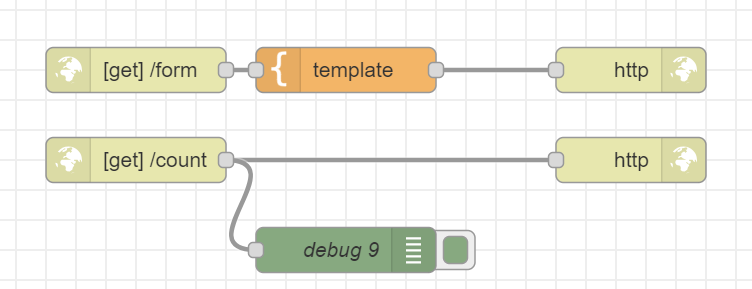 [get] /form
template
http
[get] /count
http
debug 9